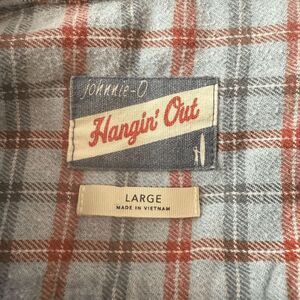 johnnie-O
Hangin' Out
LARGE
MADE IN VIETNAM